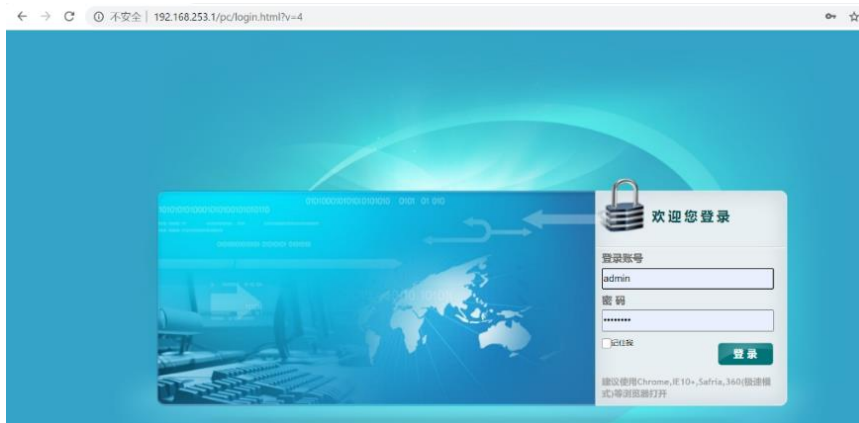 不安全 | 192.168.253.1/pc/login.html?v=4
欢迎您登录
登录账号
admin
密 码
••••••••
记住我
登录
建议使用Chrome,IE10+,Safria,360(极速模
式)等浏览器打开